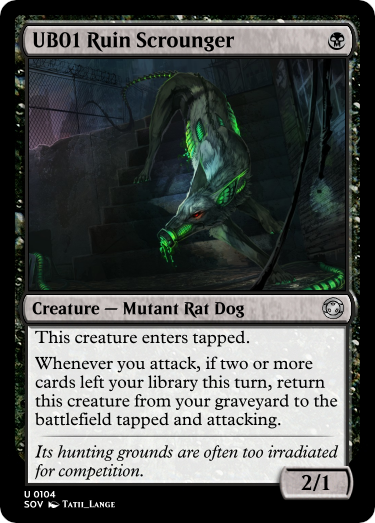 UB01 Ruin Scrounger
Creature — Mutant Rat Dog
This creature enters tapped.
Whenever you attack, if two or more
cards left your library this turn, return
this creature from your graveyard to the
battlefield tapped and attacking.
Its hunting grounds are often too irradiated
for competition.
2/1
U 0104
SOV Tatii_Lange